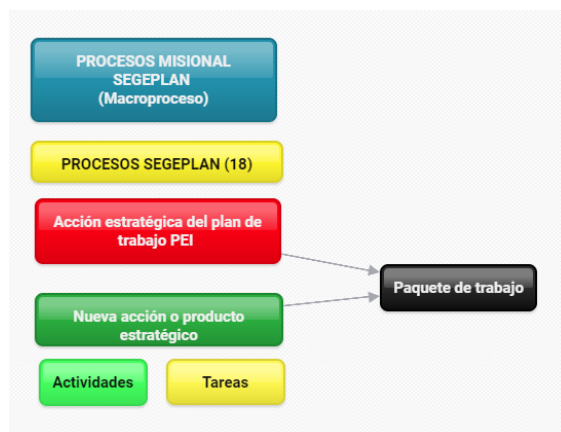 PROCESOS MISIONAL
SEGEPLAN
(Macroproceso)
PROCESOS SEGEPLAN (18)
Acción estratégica del plan de
trabajo PEI
Paquete de trabajo
Nueva acción o producto
estratégico
Actividades
Tareas